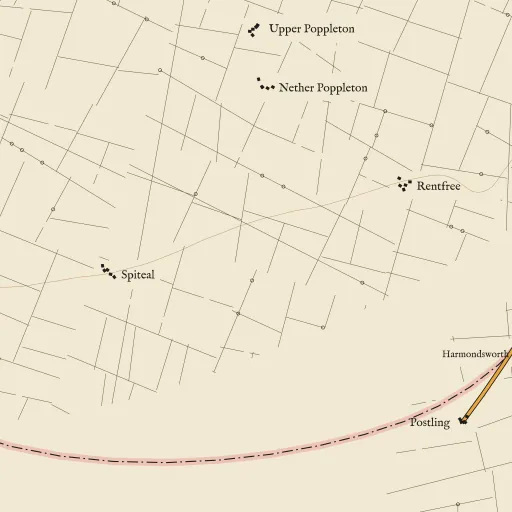 Upper Poppleton
Nether Poppleton
Rentfree
Spiteal
Harmondsworth
Postling